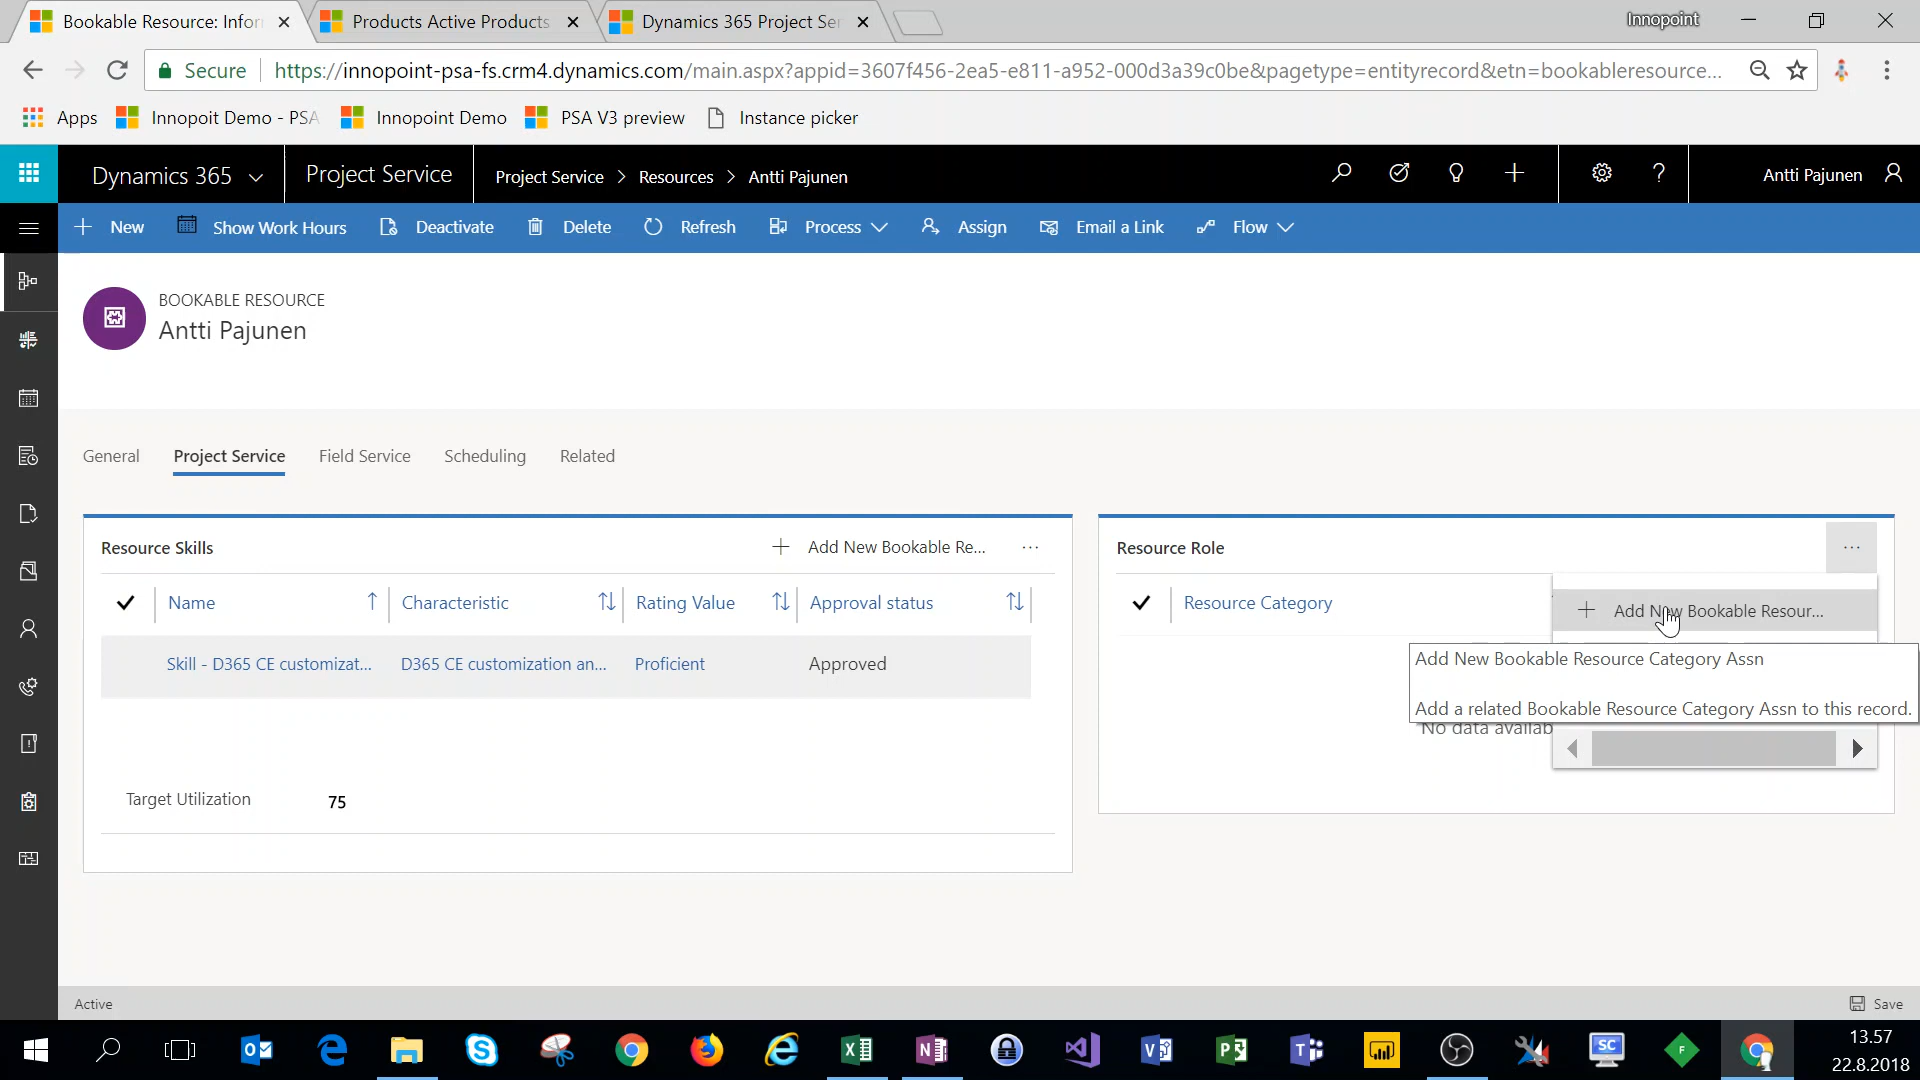 Bookable Resource: Infor
Products Active Products
Dynamics 365 Project Ser
Innopoint
Secure
https://innopoint-psa-fs.crm4.dynamics.com/main.aspx?appid=3607f456-2ea5-e811-a952-000d3a39c0be&pagetype=entityrecord&etn=bookableresource...
Apps
Innopoit Demo - PSA
Innopoint Demo
PSA V3 preview
Instance picker
Dynamics 365
Project Service
Project Service > Resources > Antti Pajunen
Antti Pajunen
New
Show Work Hours
Deactivate
Delete
Refresh
Process
Assign
Email a Link
Flow
BOOKABLE RESOURCE
Antti Pajunen
General
Project Service
Field Service
Scheduling
Related
Resource Skills
Add New Bookable Re...
Name
Characteristic
Rating Value
Approval status
Skill - D365 CE customizat...
D365 CE customization an...
Proficient
Approved
Target Utilization
75
Resource Role
Resource Category
Add New Bookable Resour...
Add New Bookable Resource Category Assn
Add a related Bookable Resource Category Assn to this record.
No data availab
Active
Save
13.57
22.8.2018